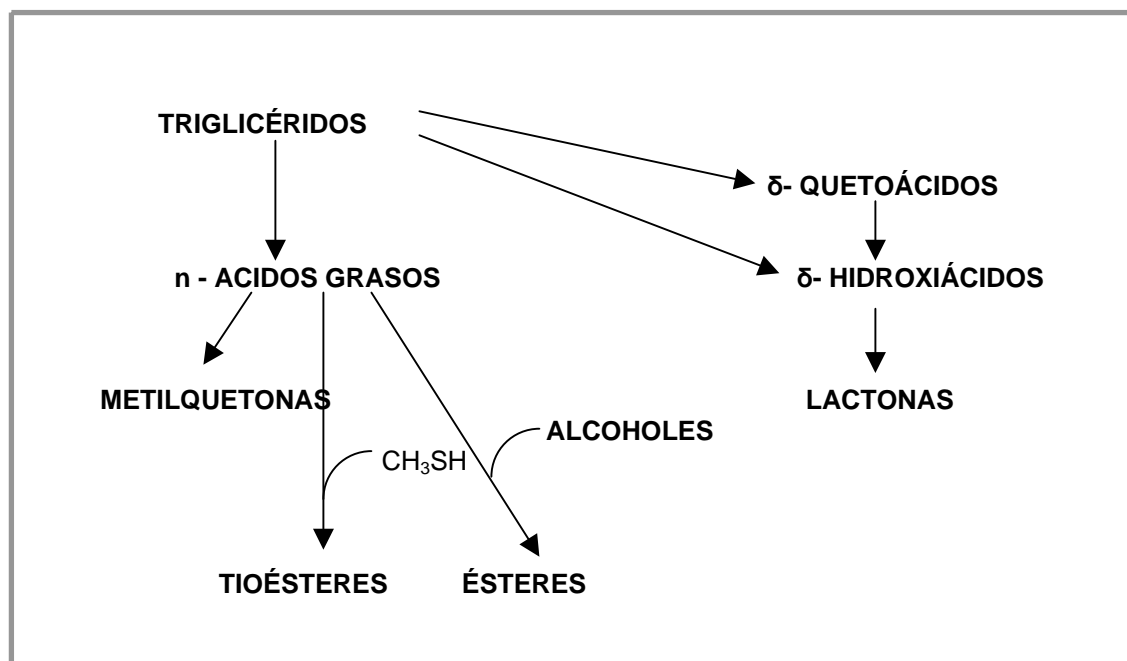 TRIGLICÉRIDOS
δ- QUETOÁCIDOS
n - ACIDOS GRASOS
δ- HIDROXIÁCIDOS
METILQUETONAS
LACTONAS
ALCOHOLES
CH₃SH
TIOÉSTERES
ÉSTERES